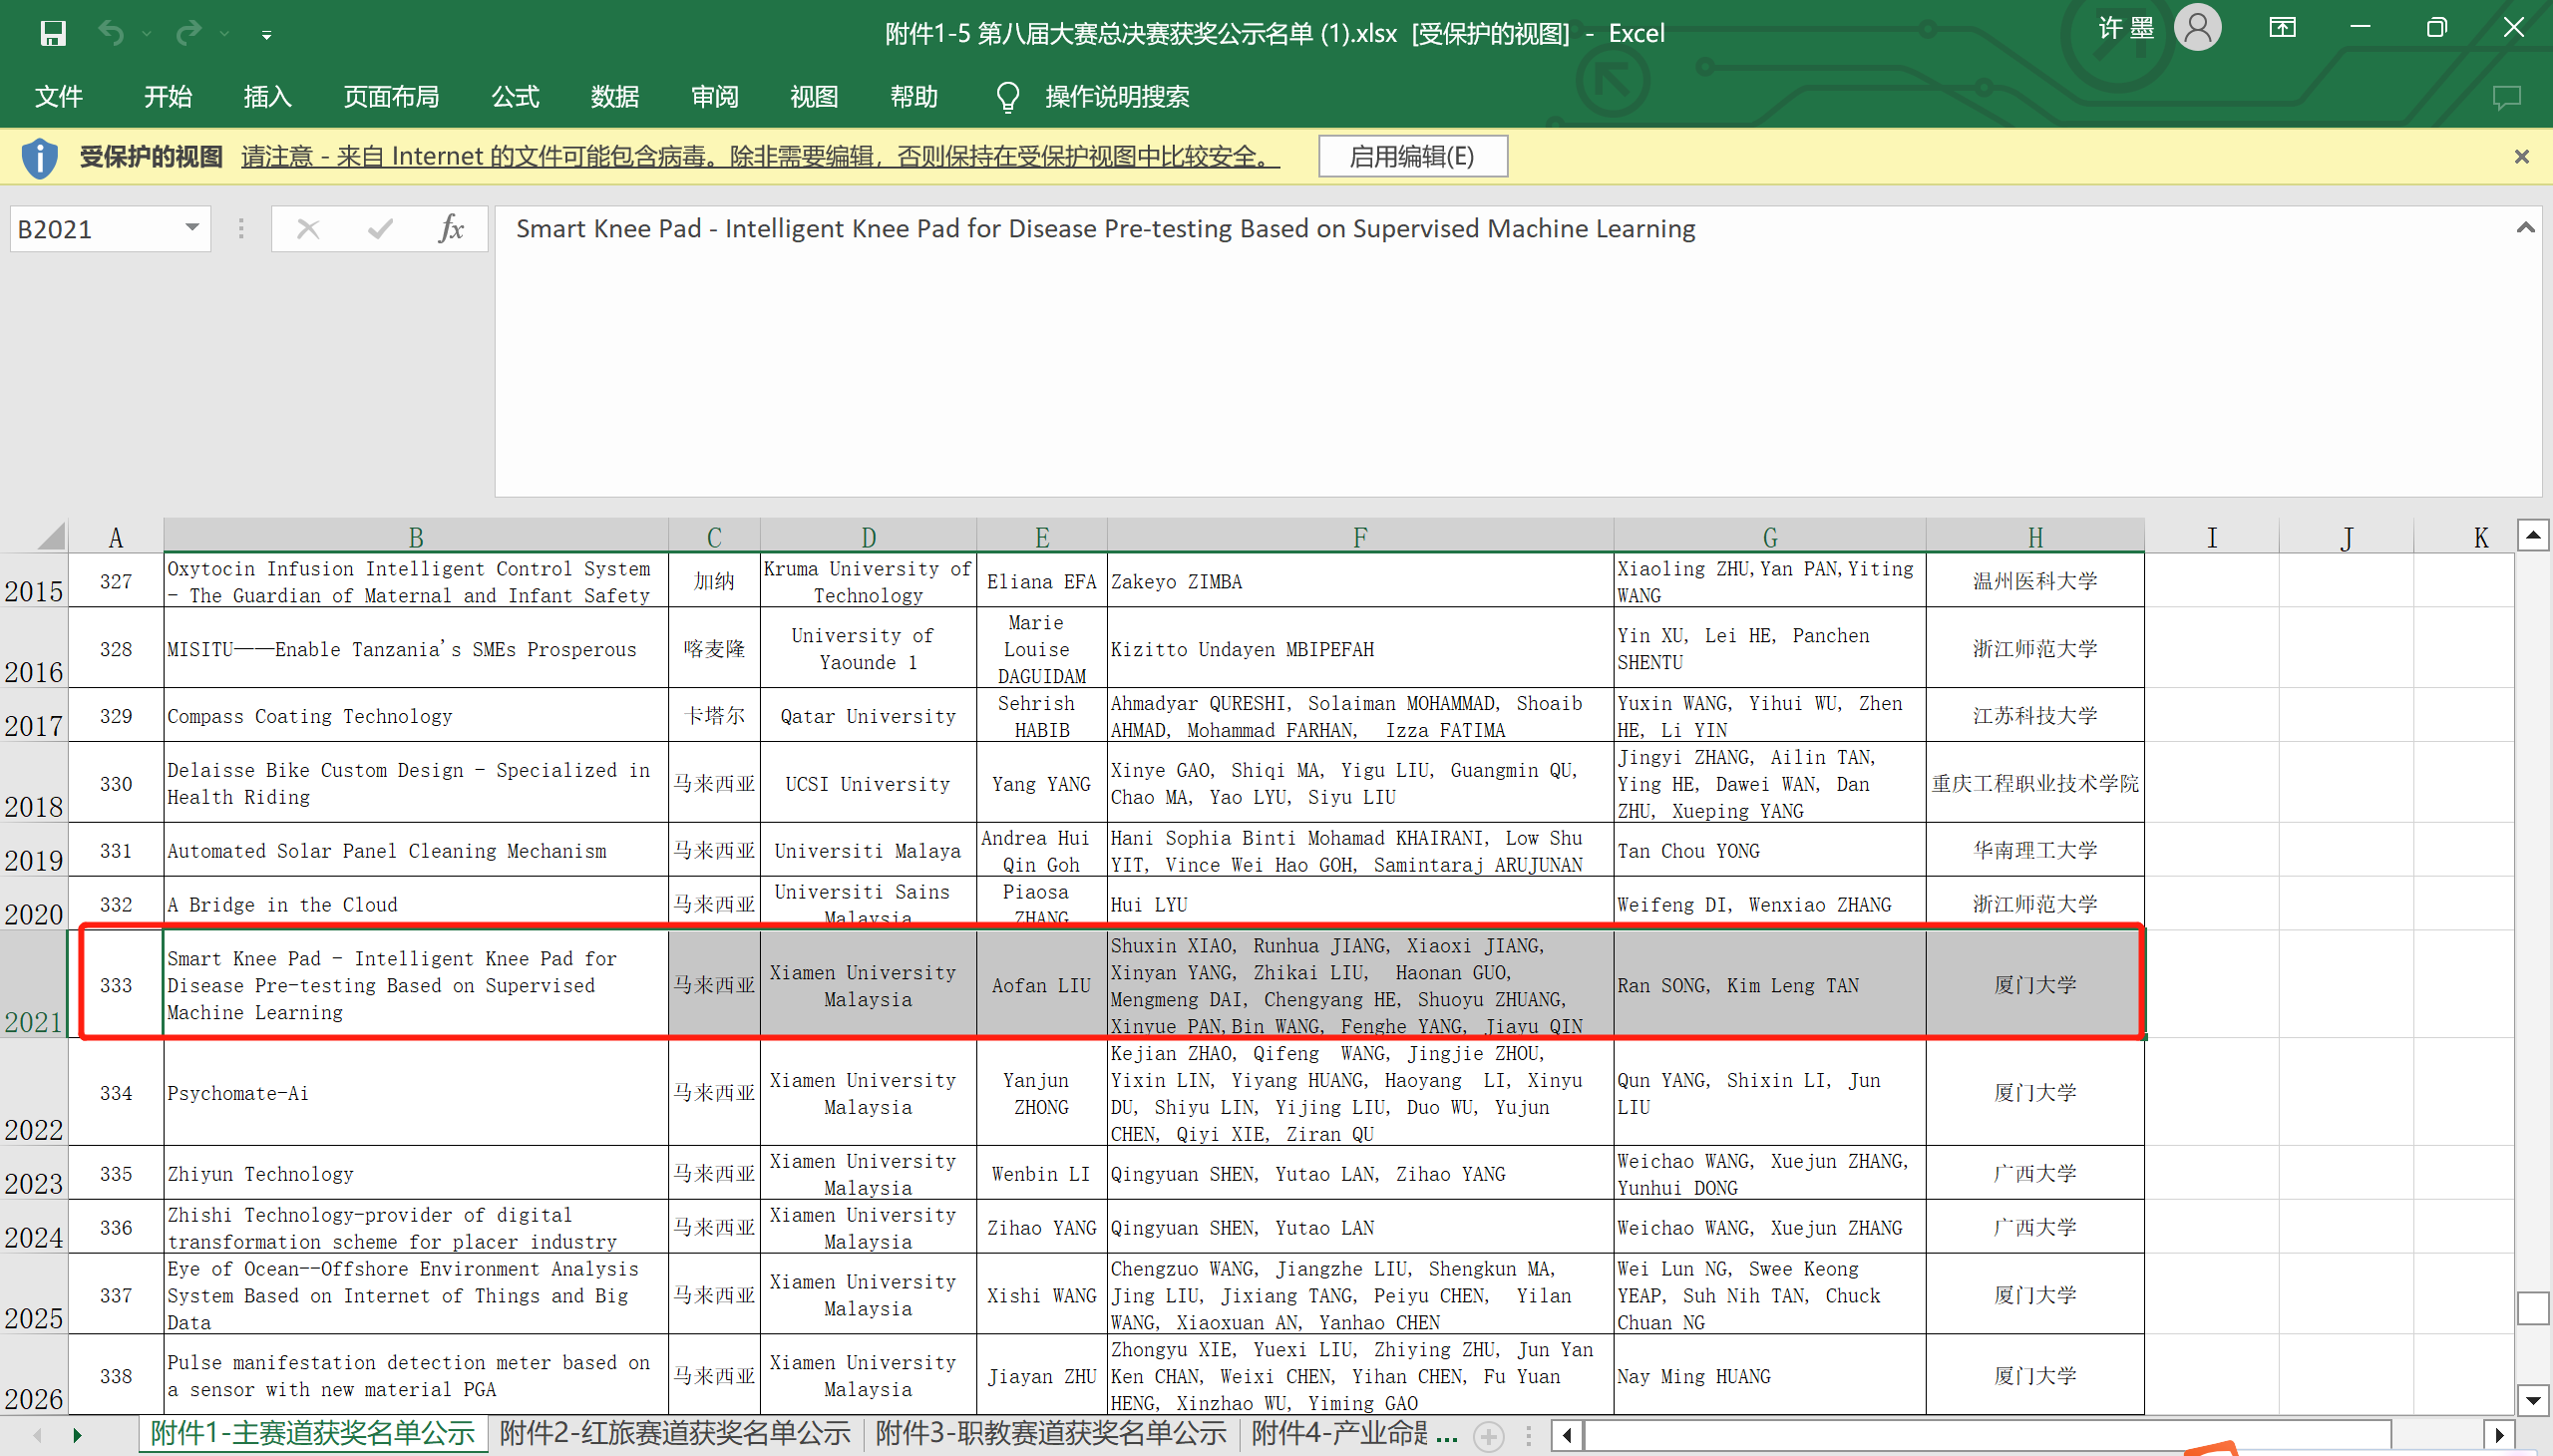 附件1-5 第八届大赛总决赛获奖公示名单 (1).xlsx [受保护的视图] - Excel
许 墨
文件 开始 插入 页面布局 公式 数据 审阅 视图 帮助 操作说明搜索
受保护的视图 请注意 - 来自 Internet 的文件可能包含病毒。除非需要编辑，否则保持在受保护视图中比较安全。 启用编辑(E)
B2021 fx Smart Knee Pad - Intelligent Knee Pad for Disease Pre-testing Based on Supervised Machine Learning
A B C D E F G H I J K
2015 327
Oxytocin Infusion Intelligent Control System
- The Guardian of Maternal and Infant Safety
加纳
Kruma University of
Technology
Eliana EFA
Zakeyo ZIMBA
Xiaoling ZHU,Yan PAN,Yiting
WANG
温州医科大学
2016 328
MISITU——Enable Tanzania's SMEs Prosperous
喀麦隆
University of
Yaounde 1
Marie
Louise
DAGUIDAM
Kizitto Undayen MBIPEFAH
Yin XU, Lei HE, Panchen
SHENTU
浙江师范大学
2017 329
Compass Coating Technology
卡塔尔
Qatar University
Sehrish
HABIB
Ahmadyar QURESHI, Solaiman MOHAMMAD, Shoaib
AHMAD, Mohammad FARHAN, Izza FATIMA
Yuxin WANG, Yihui WU, Zhen
HE, Li YIN
江苏科技大学
2018 330
Delaisse Bike Custom Design - Specialized in
Health Riding
马来西亚
UCSI University
Yang YANG
Xinye GAO, Shiqi MA, Yigu LIU, Guangmin QU,
Chao MA, Yao LYU, Siyu LIU
Jingyi ZHANG, Ailin TAN,
Ying HE, Dawei WAN, Dan
ZHU, Xueping YANG
重庆工程职业技术学院
2019 331
Automated Solar Panel Cleaning Mechanism
马来西亚
Universiti Malaya
Andrea Hui
Qin Goh
Hani Sophia Binti Mohamad KHAIRANI, Low Shu
YIT, Vince Wei Hao GOH, Samintaraj ARUJUNAN
Tan Chou YONG
华南理工大学
2020 332
A Bridge in the Cloud
马来西亚
Universiti Sains
Malaysia
Piaosa
ZHANG
Hui LYU
Weifeng DI, Wenxiao ZHANG
浙江师范大学
2021 333
Smart Knee Pad - Intelligent Knee Pad for
Disease Pre-testing Based on Supervised
Machine Learning
马来西亚
Xiamen University
Malaysia
Aofan LIU
Shuxin XIAO, Runhua JIANG, Xiaoxi JIANG,
Xinyan YANG, Zhikai LIU, Haonan GUO,
Mengmeng DAI, Chengyang HE, Shuoyu ZHUANG,
Xinyue PAN,Bin WANG, Fenghe YANG, Jiayu QIN
Ran SONG, Kim Leng TAN
厦门大学
2022 334
Psychomate-Ai
马来西亚
Xiamen University
Malaysia
Yanjun
ZHONG
Kejian ZHAO, Qifeng WANG, Jingjie ZHOU,
Yixin LIN, Yiyang HUANG, Haoyang LI, Xinyu
DU, Shiyu LIN, Yijing LIU, Duo WU, Yujun
CHEN, Qiyi XIE, Ziran QU
Qun YANG, Shixin LI, Jun
LIU
厦门大学
2023 335
Zhiyun Technology
马来西亚
Xiamen University
Malaysia
Wenbin LI
Qingyuan SHEN, Yutao LAN, Zihao YANG
Weichao WANG, Xuejun ZHANG,
Yunhui DONG
广西大学
2024 336
Zhishi Technology-provider of digital
transformation scheme for placer industry
马来西亚
Xiamen University
Malaysia
Zihao YANG
Qingyuan SHEN, Yutao LAN
Weichao WANG, Xuejun ZHANG
广西大学
2025 337
Eye of Ocean--Offshore Environment Analysis
System Based on Internet of Things and Big
Data
马来西亚
Xiamen University
Malaysia
Xishi WANG
Chengzuo WANG, Jiangzhe LIU, Shengkun MA,
Jing LIU, Jixiang TANG, Peiyu CHEN, Yilan
WANG, Xiaoxuan AN, Yanhao CHEN
Wei Lun NG, Swee Keong
YEAP, Suh Nih TAN, Chuck
Chuan NG
厦门大学
2026 338
Pulse manifestation detection meter based on
a sensor with new material PGA
马来西亚
Xiamen University
Malaysia
Jiayan ZHU
Zhongyu XIE, Yuexi LIU, Zhiying ZHU, Jun Yan
Ken CHAN, Weixi CHEN, Yihan CHEN, Fu Yuan
HENG, Xinzhao WU, Yiming GAO
Nay Ming HUANG
厦门大学
附件1-主赛道获奖名单公示 附件2-红旅赛道获奖名单公示 附件3-职教赛道获奖名单公示 附件4-产业命题 ...